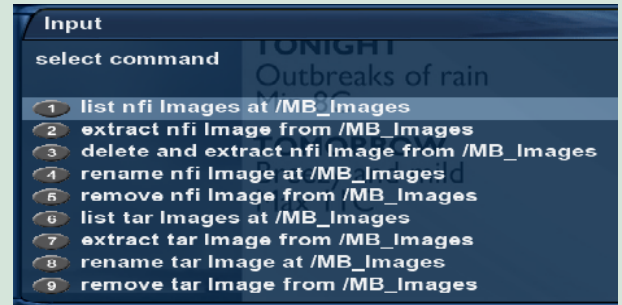 Input
select command
TONIGHT
Outbreaks of rain
1 list nfi Images at /MB_Images
2 extract nfi Image from /MB_Images
3 delete and extract nfi Image from /MB_Images
4 rename nfi Image at /MB_Images
5 remove nfi Image from /MB_Images
6 list tar Images at /MB_Images
7 extract tar Image from /MB_Images
8 rename tar Image at /MB_Images
9 remove tar Image from /MB_Images